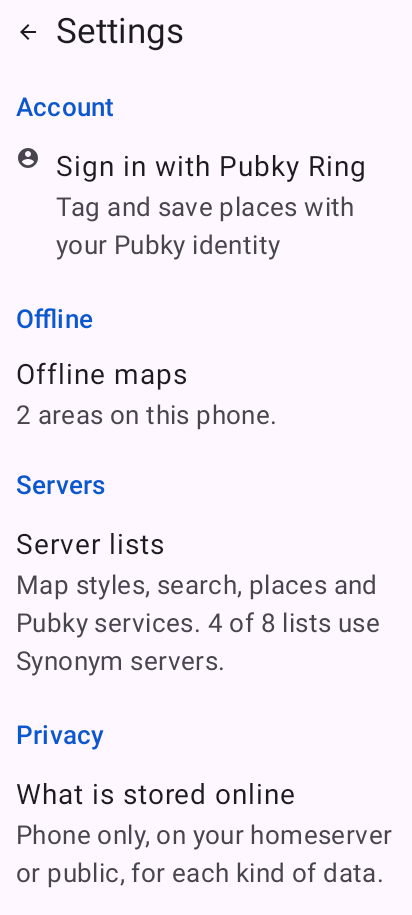 Settings
Account
Sign in with Pubky Ring
Tag and save places with
your Pubky identity
Offline
Offline maps
2 areas on this phone.
Servers
Server lists
Map styles, search, places and
Pubky services. 4 of 8 lists use
Synonym servers.
Privacy
What is stored online
Phone only, on your homeserver
or public, for each kind of data.